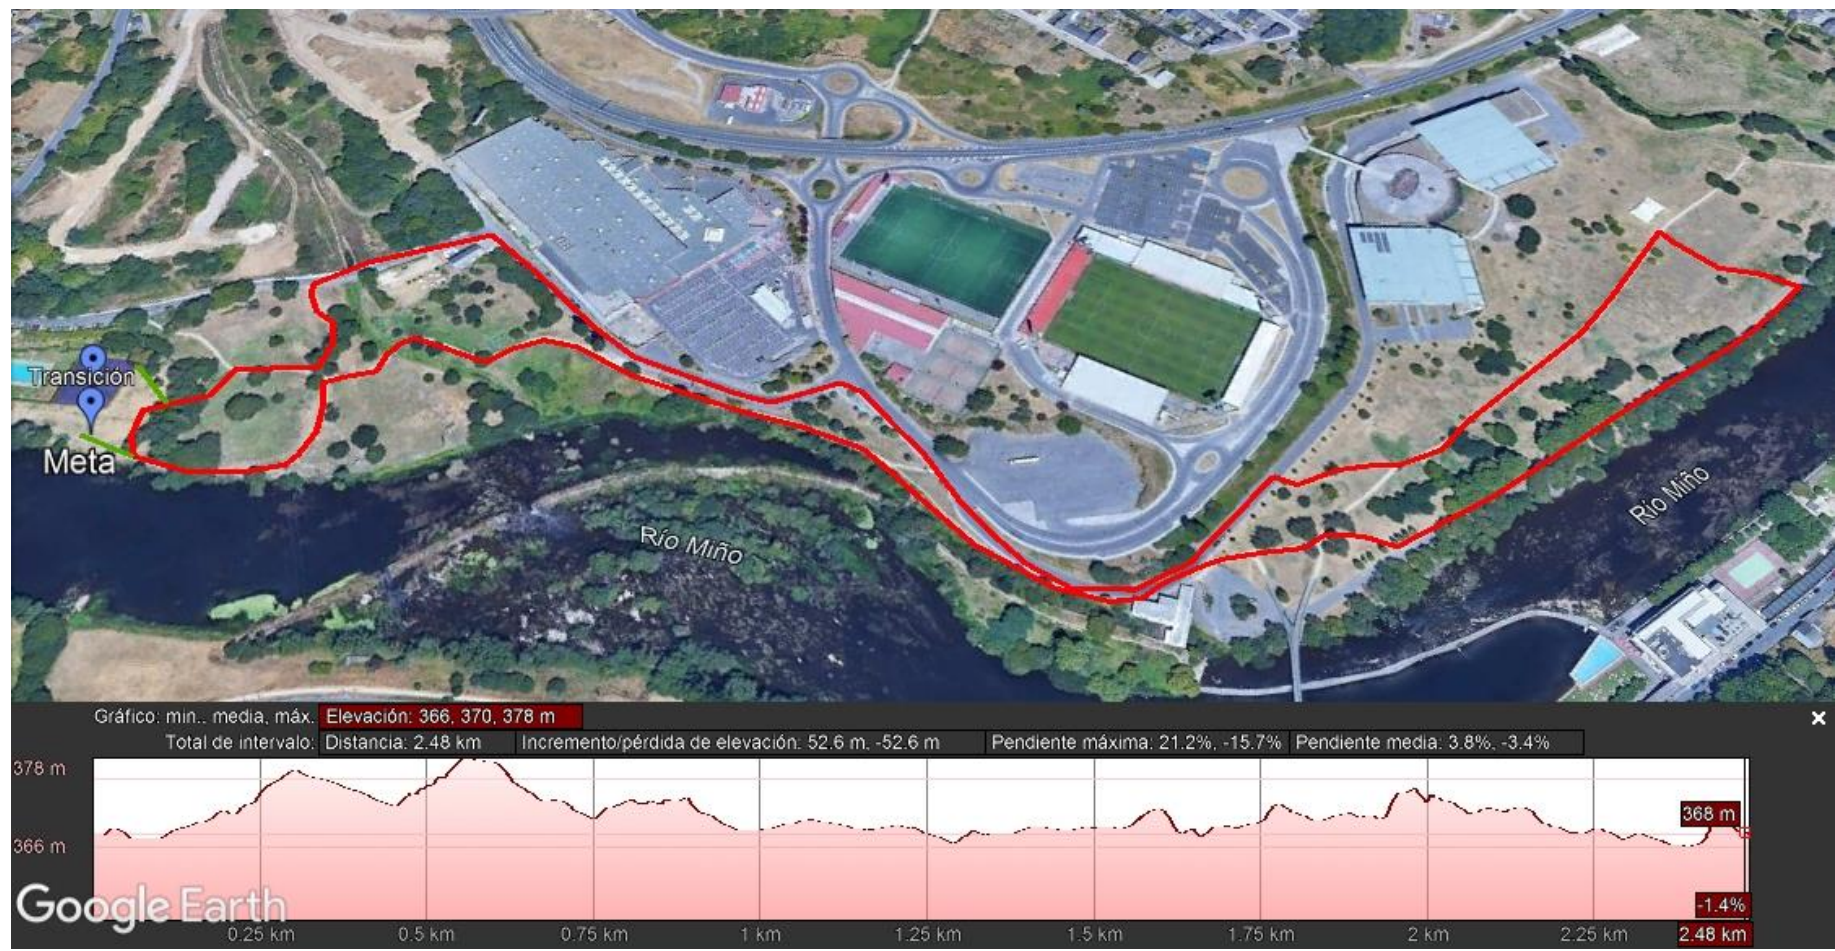 Transición
Meta
Río Miño
Río Miño
Gráfico: min.. media, máx. Elevación: 366, 370, 378 m
Total de intervalo: Distancia: 2.48 km Incremento/pérdida de elevación: 52.6 m, -52.6 m Pendiente máxima: 21.2%, -15.7% Pendiente media: 3.8%, -3.4%
378 m
368 m
366 m
Google Earth
-1.4%
0.25 km 0.5 km 0.75 km 1 km 1.25 km 1.5 km 1.75 km 2 km 2.25 km 2.48 km